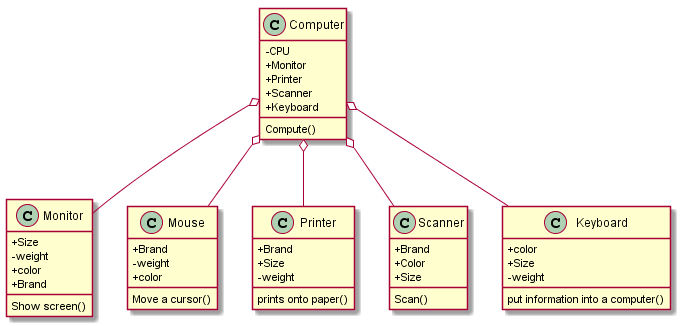 C Computer
-CPU
+Monitor
+Printer
+Scanner
+Keyboard
Compute()
C Monitor
+Size
-weight
+color
+Brand
Show screen()
C Mouse
+Brand
-weight
+color
Move a cursor()
C Printer
+Brand
+Size
-weight
prints onto paper()
C Scanner
+Brand
+Color
+Size
Scan()
C Keyboard
+color
+Size
-weight
put information into a computer()